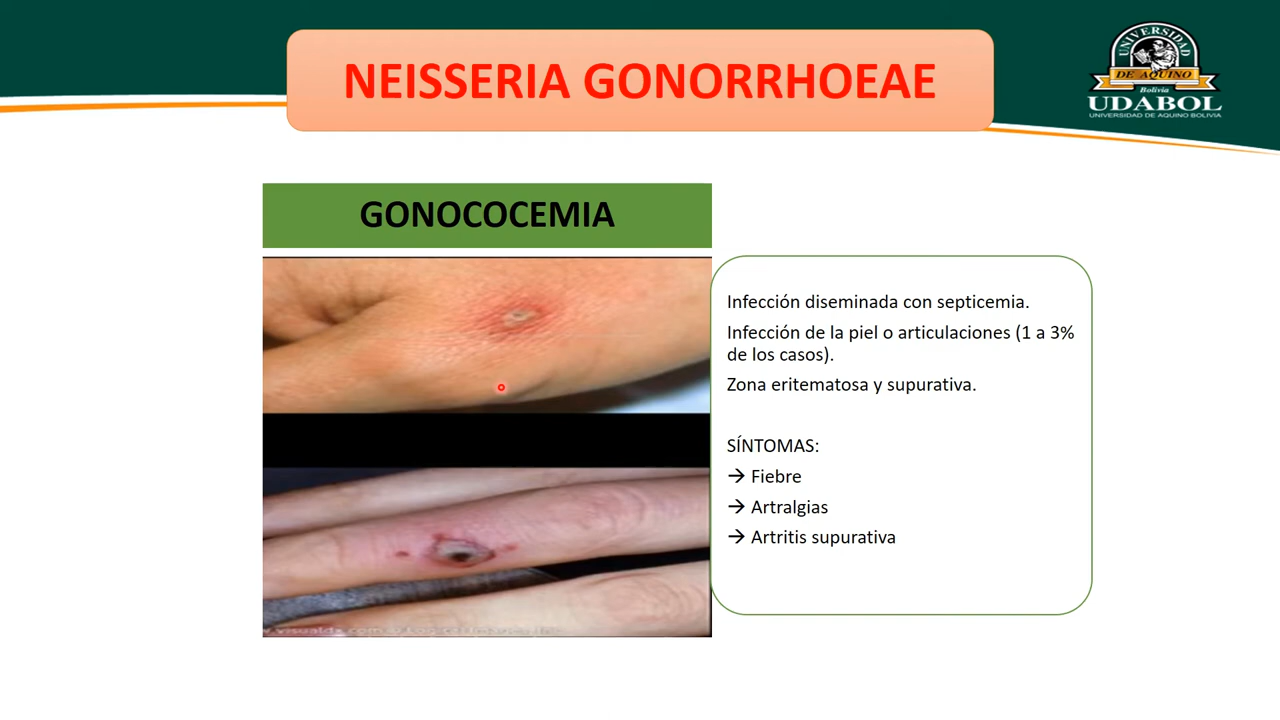 NEISSERIA GONORRHOEAE
UNIVERSIDAD
DE AQUINO
Bolivia
UDABOL
UNIVERSIDAD DE AQUINO BOLIVIA
GONOCOCEMIA
Infección diseminada con septicemia.
Infección de la piel o articulaciones (1 a 3%
de los casos).
Zona eritematosa y supurativa.
SÍNTOMAS:
→ Fiebre
→ Artralgias
→ Artritis supurativa